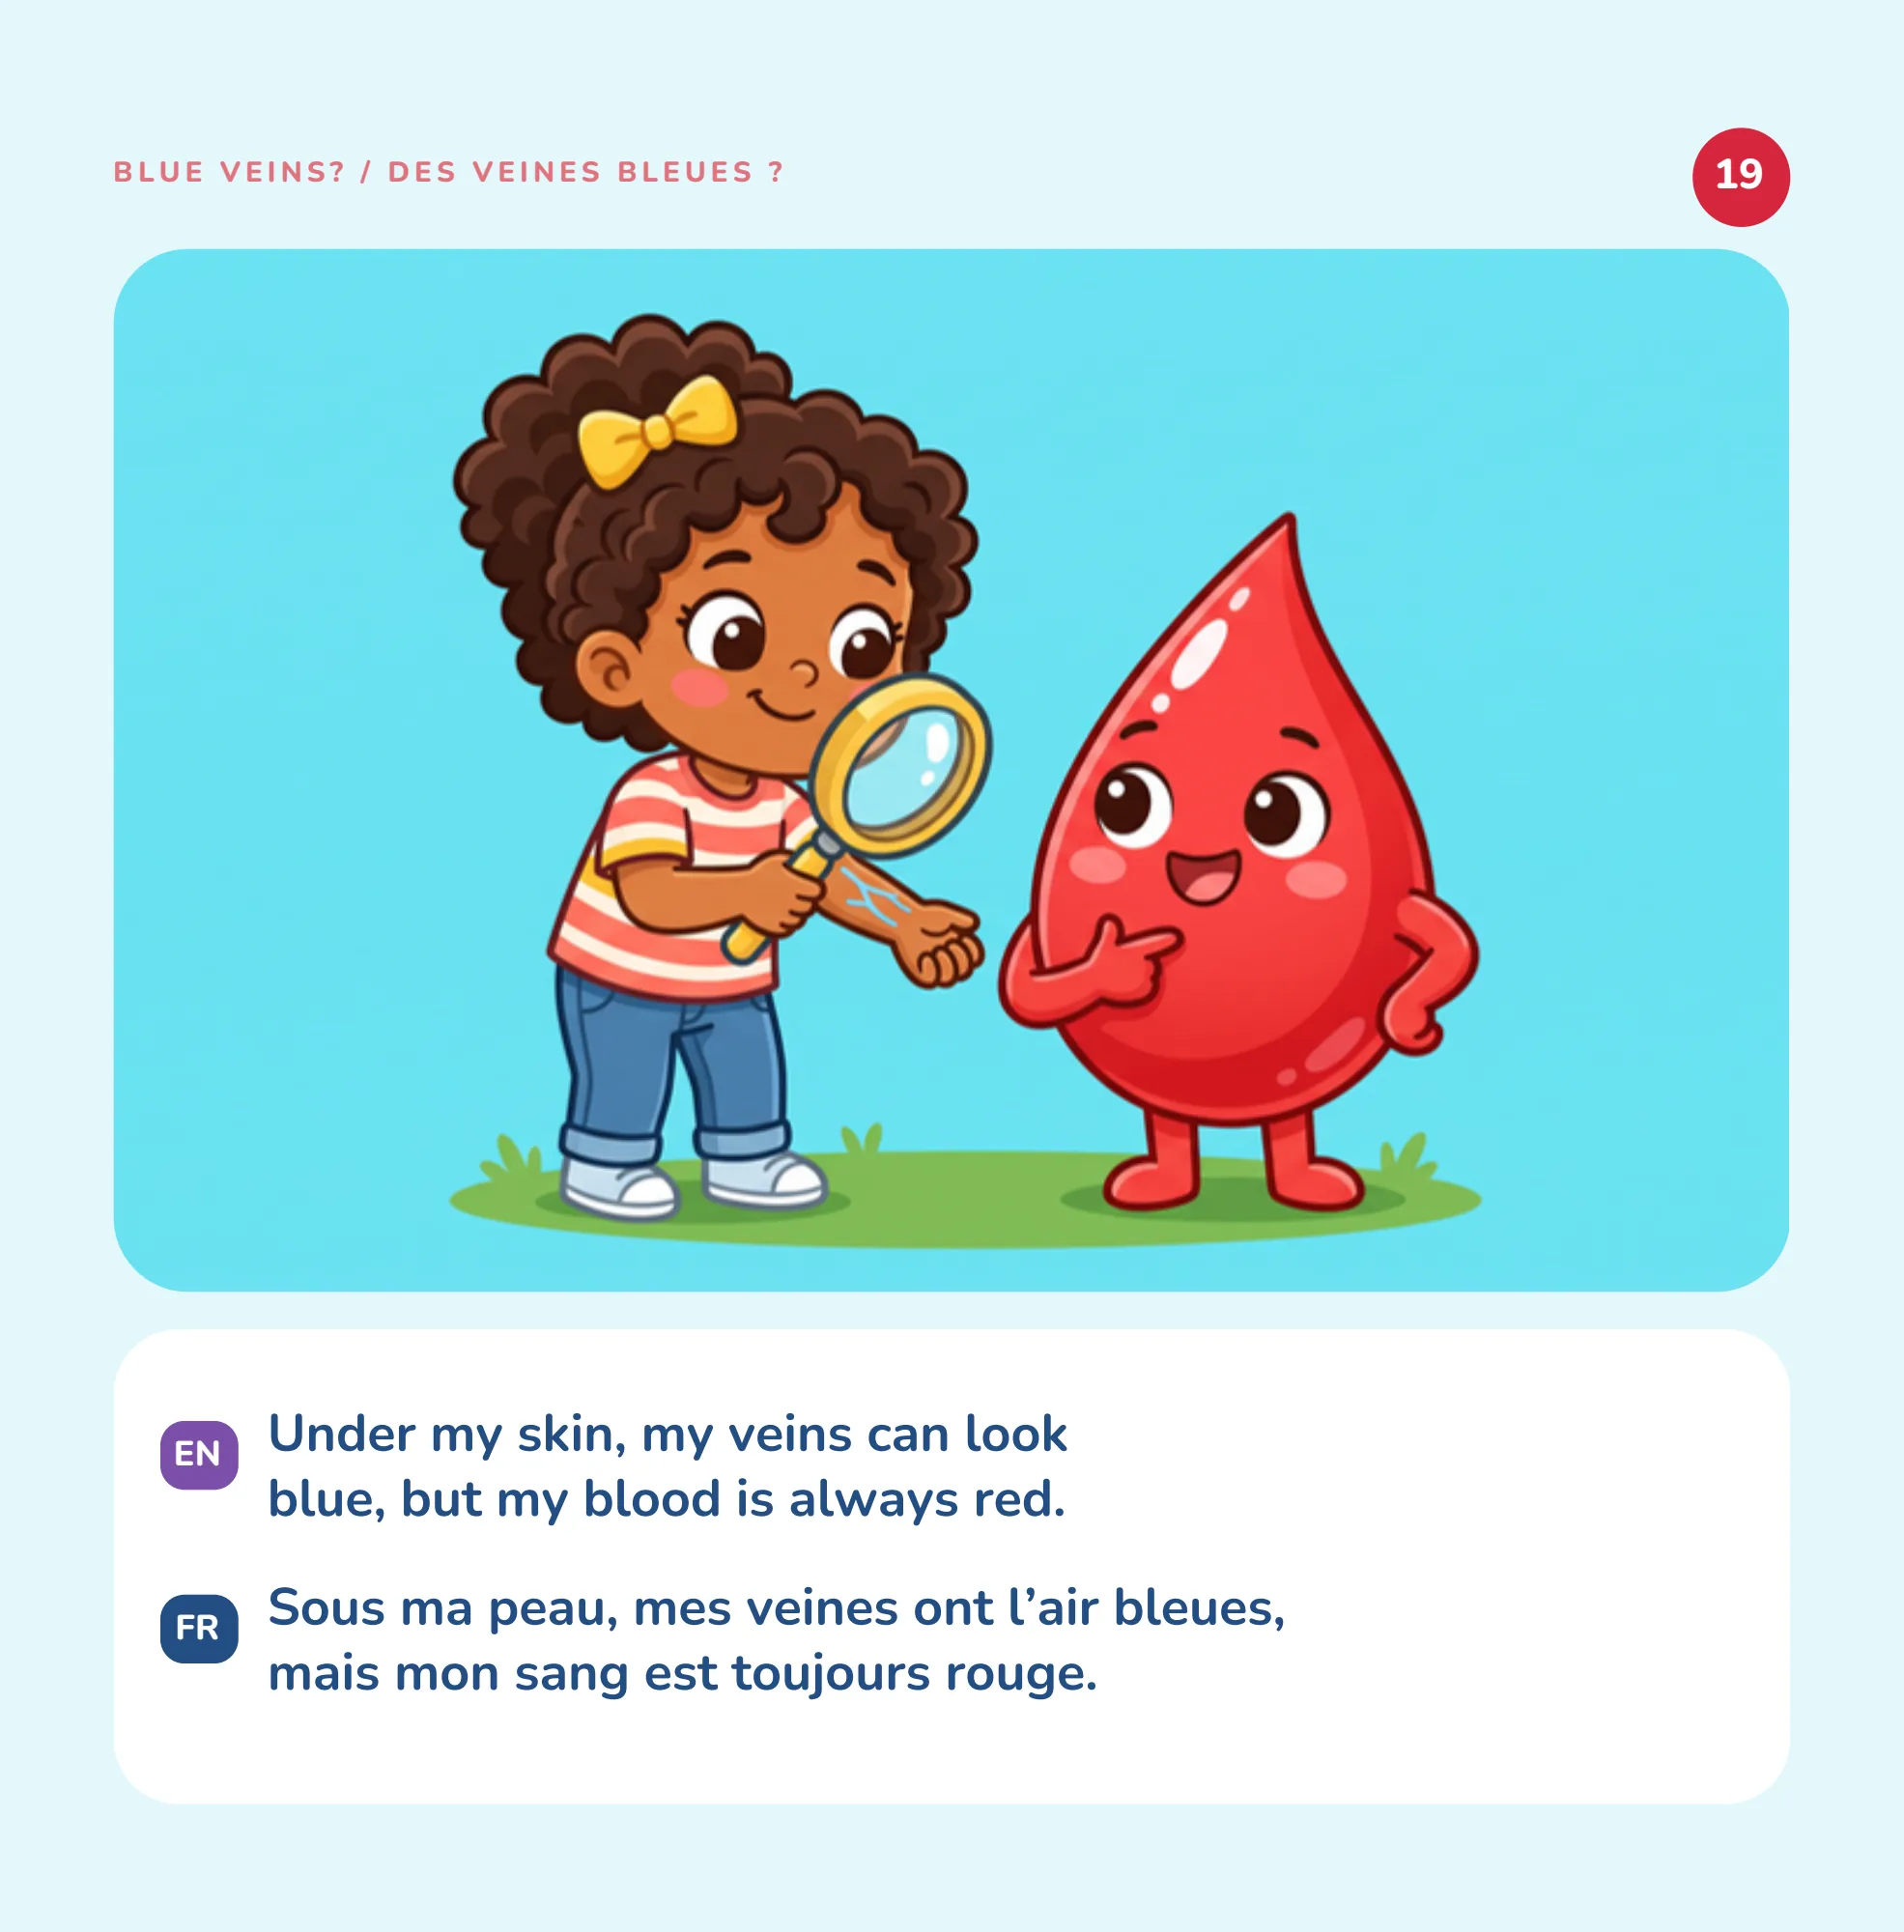 BLUE VEINS? / DES VEINES BLEUES ?
19
EN
Under my skin, my veins can look
blue, but my blood is always red.
FR
Sous ma peau, mes veines ont l’air bleues,
mais mon sang est toujours rouge.